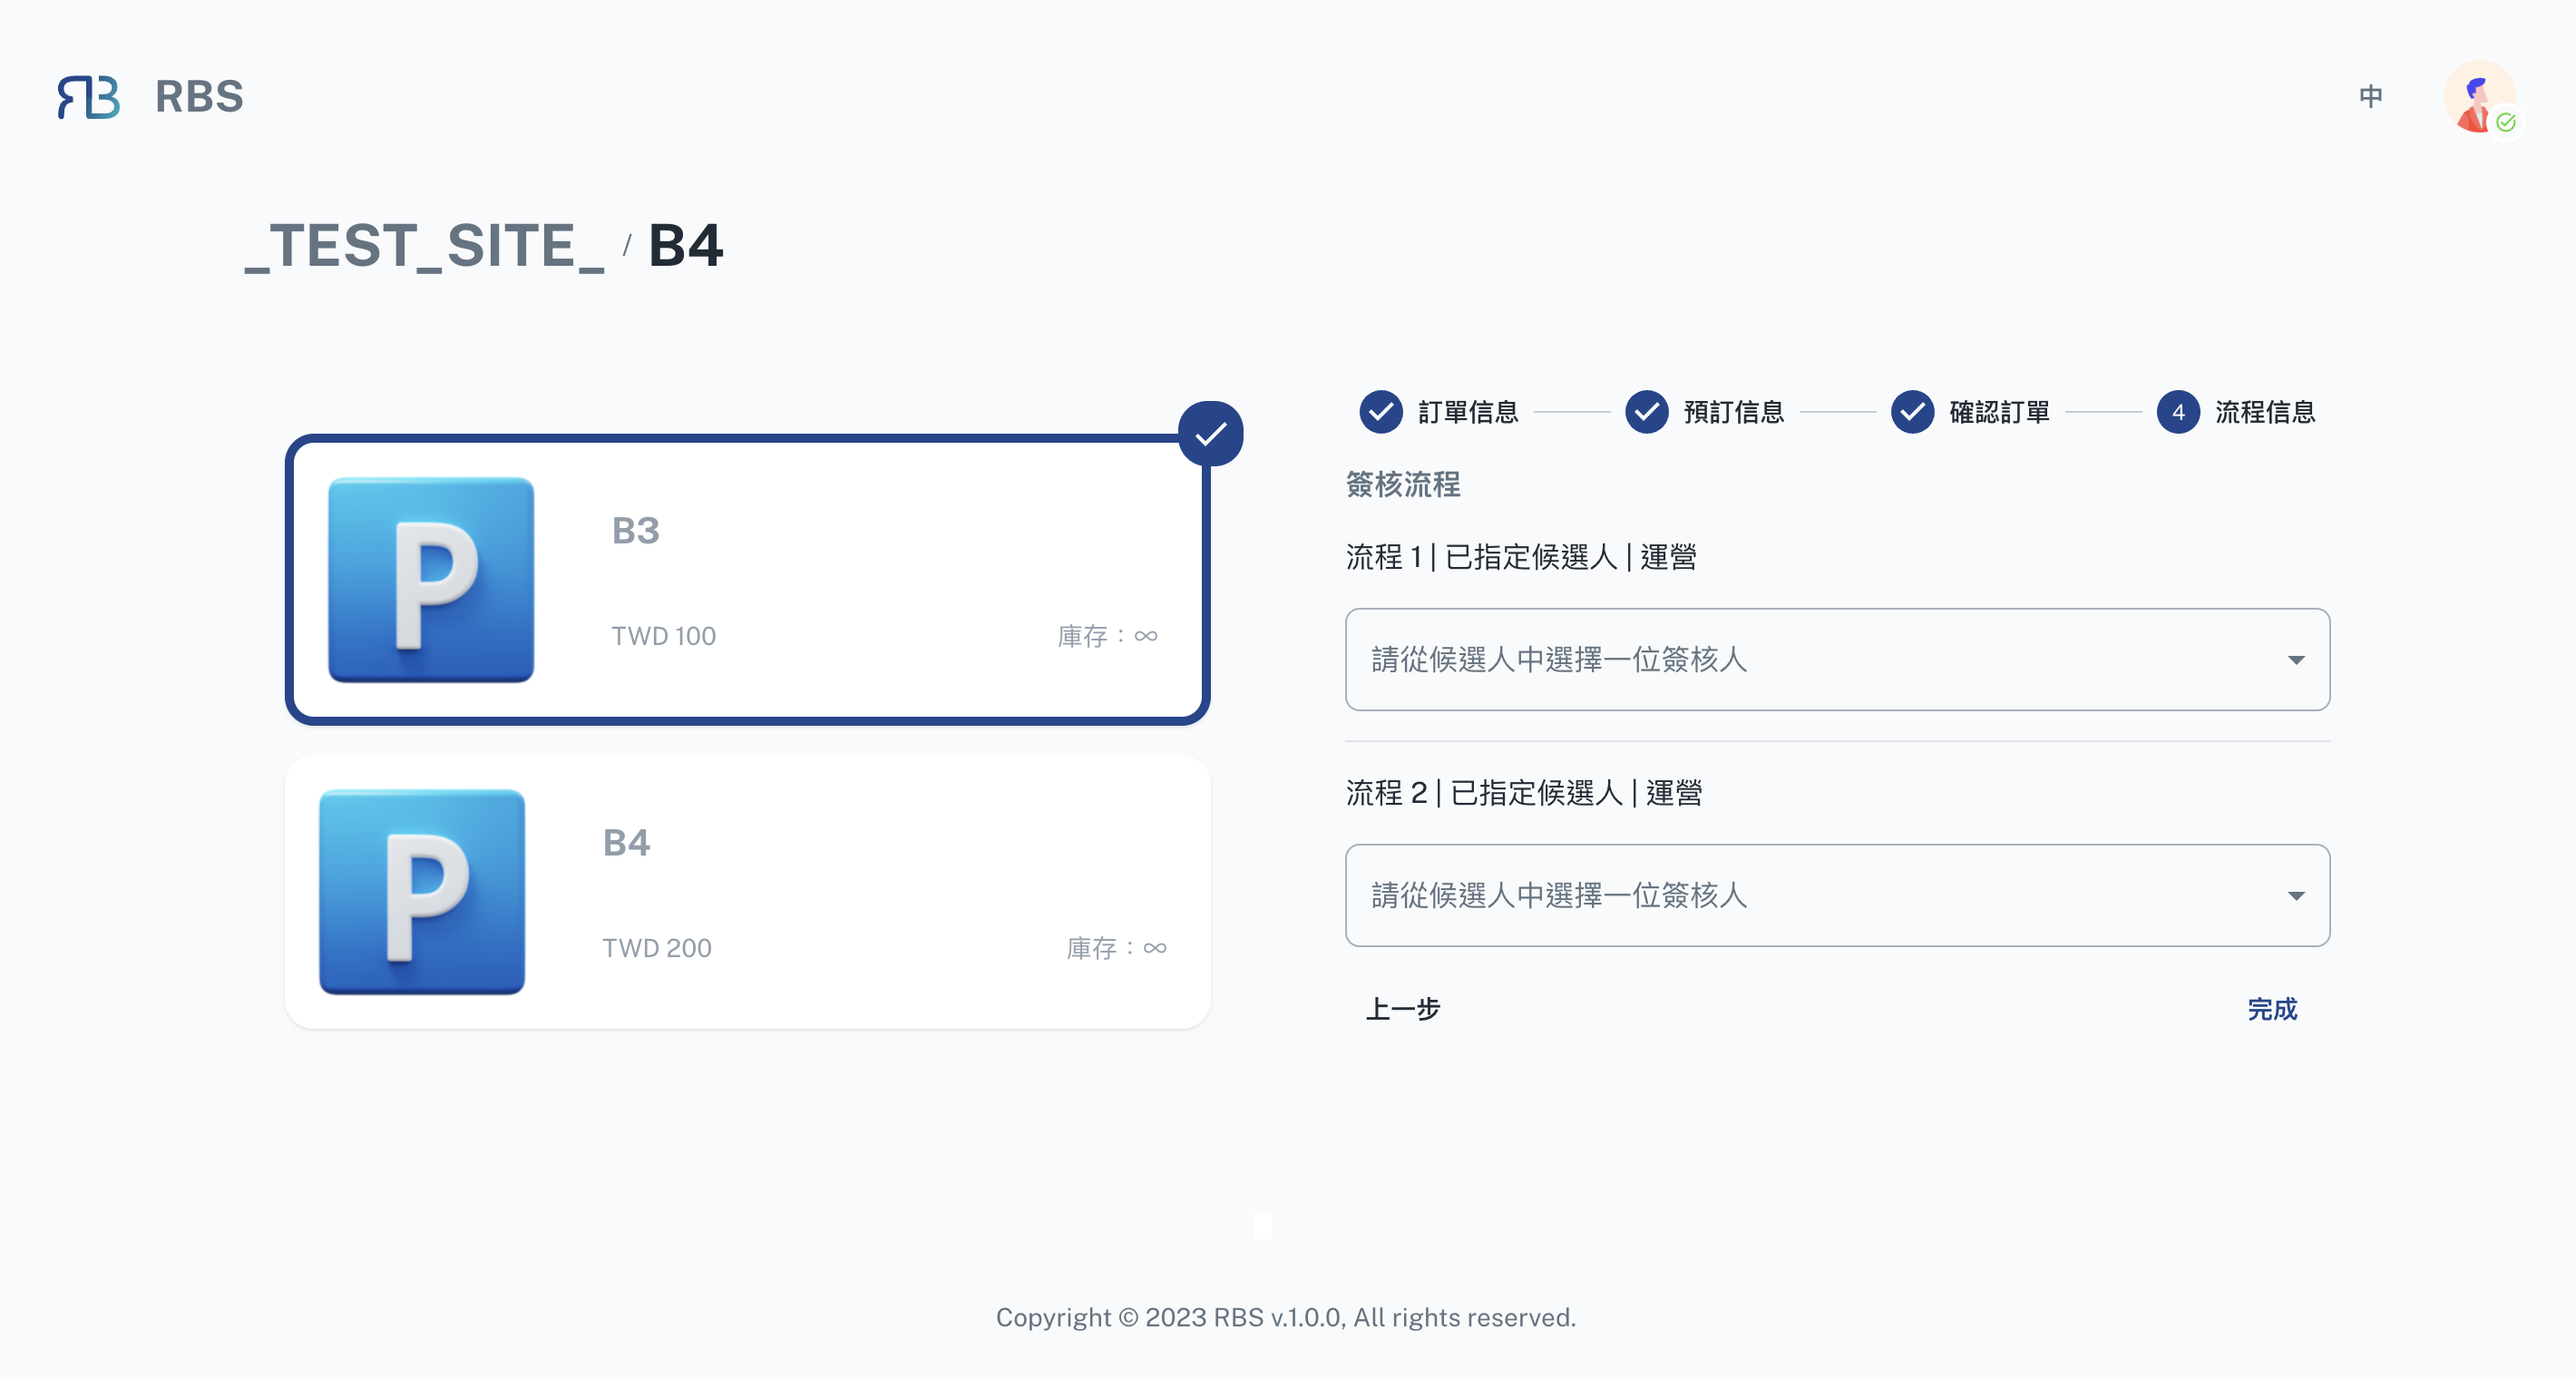 RBS
中
_TEST_SITE_ / B4
B3
TWD 100
庫存：∞
B4
TWD 200
庫存：∞
訂單信息
預訂信息
確認訂單
4 流程信息
簽核流程
流程 1 | 已指定候選人 | 運營
請從候選人中選擇一位簽核人
流程 2 | 已指定候選人 | 運營
請從候選人中選擇一位簽核人
上一步
完成
Copyright © 2023 RBS v.1.0.0, All rights reserved.